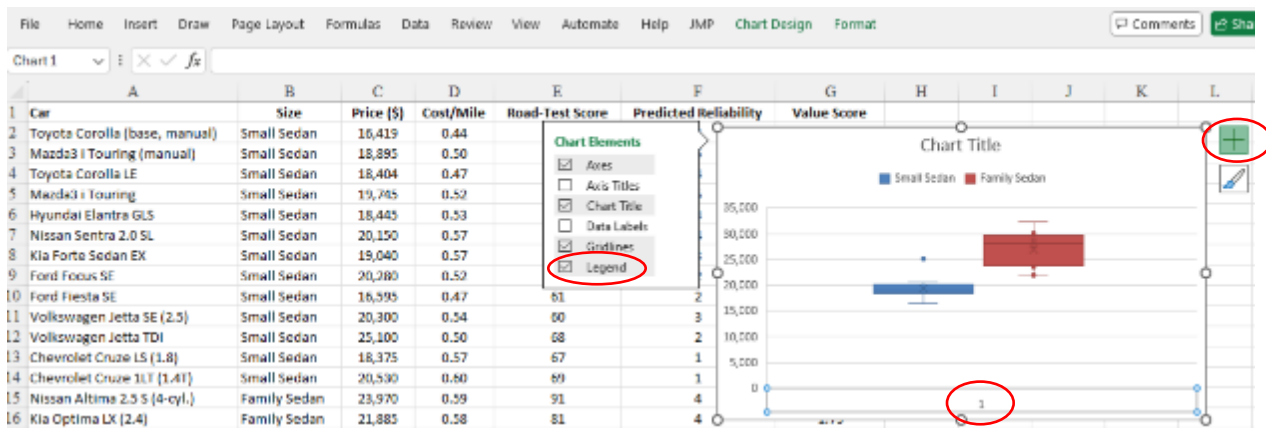 File Home Insert Draw Page Layout Formulas Data Review View Automate Help JMP Chart Design Format Comments Sha
Chart 1 fx
A B C D E F G H I J K L
1 Car Size Price ($) Cost/Mile Road-Test Score Predicted Reliability Value Score
2 Toyota Corolla (base, manual) Small Sedan 16,419 0.44
3 Mazda3 i Touring (manual) Small Sedan 18,895 0.50
4 Toyota Corolla LE Small Sedan 18,404 0.47
5 Mazda3 i Touring Small Sedan 19,745 0.52
6 Hyundai Elantra GLS Small Sedan 18,445 0.53
7 Nissan Sentra 2.0 SL Small Sedan 20,150 0.57
8 Kia Forte Sedan EX Small Sedan 19,040 0.57
9 Ford Focus SE Small Sedan 20,280 0.52
10 Ford Fiesta SE Small Sedan 16,595 0.47 61 2
11 Volkswagen Jetta SE (2.5) Small Sedan 20,300 0.54 60 3
12 Volkswagen Jetta TDI Small Sedan 25,100 0.50 68 2
13 Chevrolet Cruze LS (1.8) Small Sedan 18,375 0.57 67 1
14 Chevrolet Cruze 1LT (1.4T) Small Sedan 20,530 0.60 69 1
15 Nissan Altima 2.5 S (4-cyl.) Family Sedan 23,970 0.59 91 4
16 Kia Optima LX (2.4) Family Sedan 21,885 0.58 81 4
Chart Elements
Axes
Axis Titles
Chart Title
Data Labels
Gridlines
Legend
Chart Title
Small Sedan Family Sedan
35,000
30,000
25,000
20,000
15,000
10,000
5,000
0
1